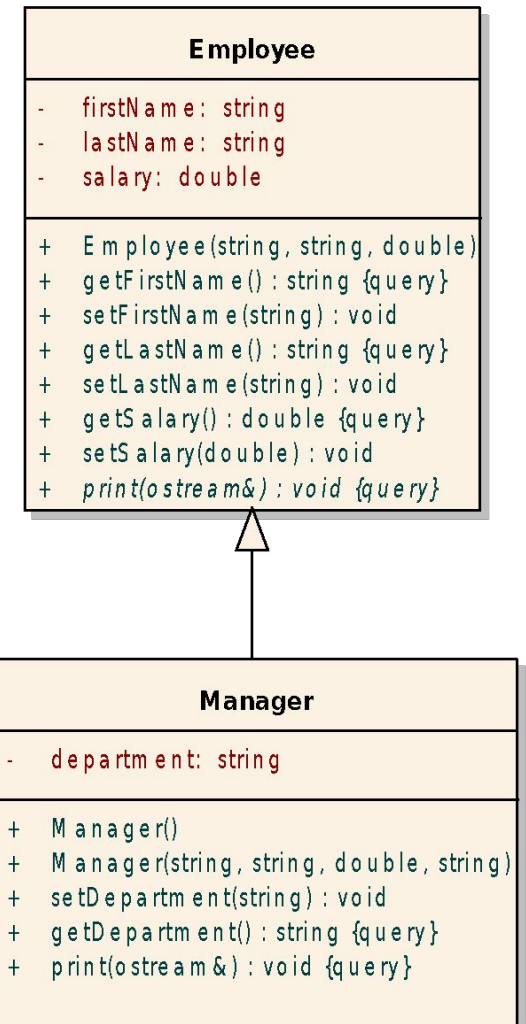 Employee
- firstName: string
- lastName: string
- salary: double
+ Employee(string, string, double)
+ getFirstName() : string {query}
+ setFirstName(string) : void
+ getLastName() : string {query}
+ setLastName(string) : void
+ getSalary() : double {query}
+ setSalary(double) : void
+ print(ostream&) : void {query}
Manager
- department: string
+ Manager()
+ Manager(string, string, double, string)
+ setDepartment(string) : void
+ getDepartment() : string {query}
+ print(ostream&) : void {query}